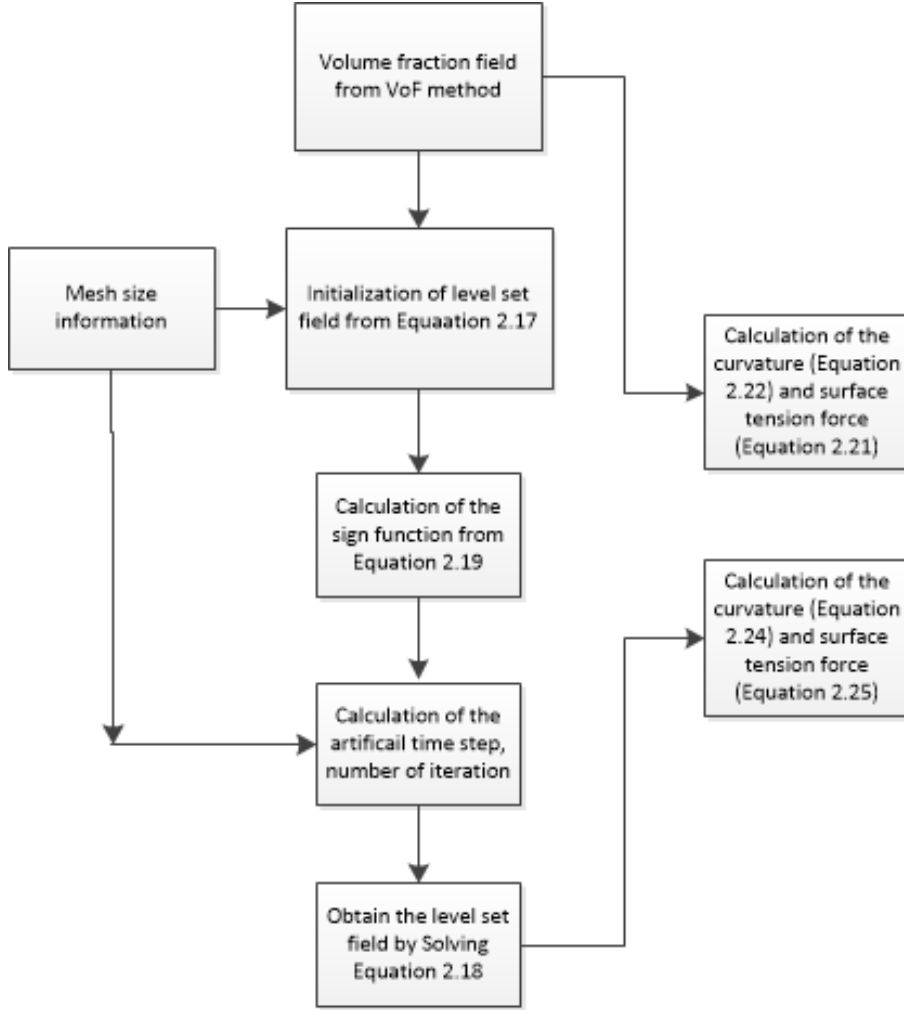 Volume fraction field
from VoF method
Mesh size
information
Initialization of level set
field from Equaation 2.17
Calculation of the
curvature (Equation
2.22) and surface
tension force
(Equation 2.21)
Calculation of the
sign function from
Equation 2.19
Calculation of the
curvature (Equation
2.24) and surface
tension force
(Equation 2.25)
Calculation of the
artificail time step,
number of iteration
Obtain the level set
field by Solving
Equation 2.18